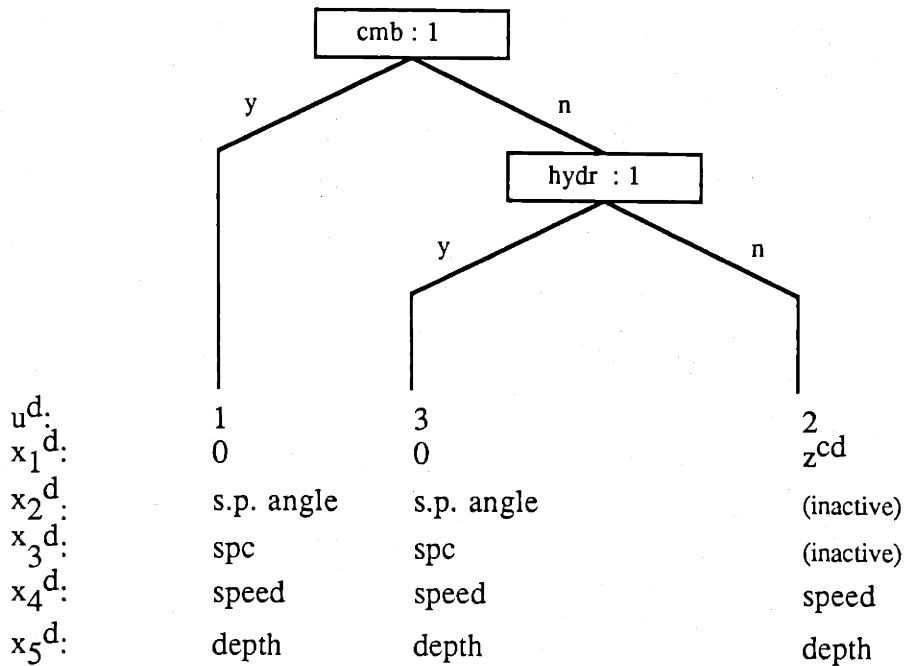 cmb : 1
y n
hydr : 1
y n
u^d: 1 3 2
x_1^d: 0 0 z^cd
x_2^d: s.p. angle s.p. angle (inactive)
x_3^d: spc spc (inactive)
x_4^d: speed speed speed
x_5^d: depth depth depth